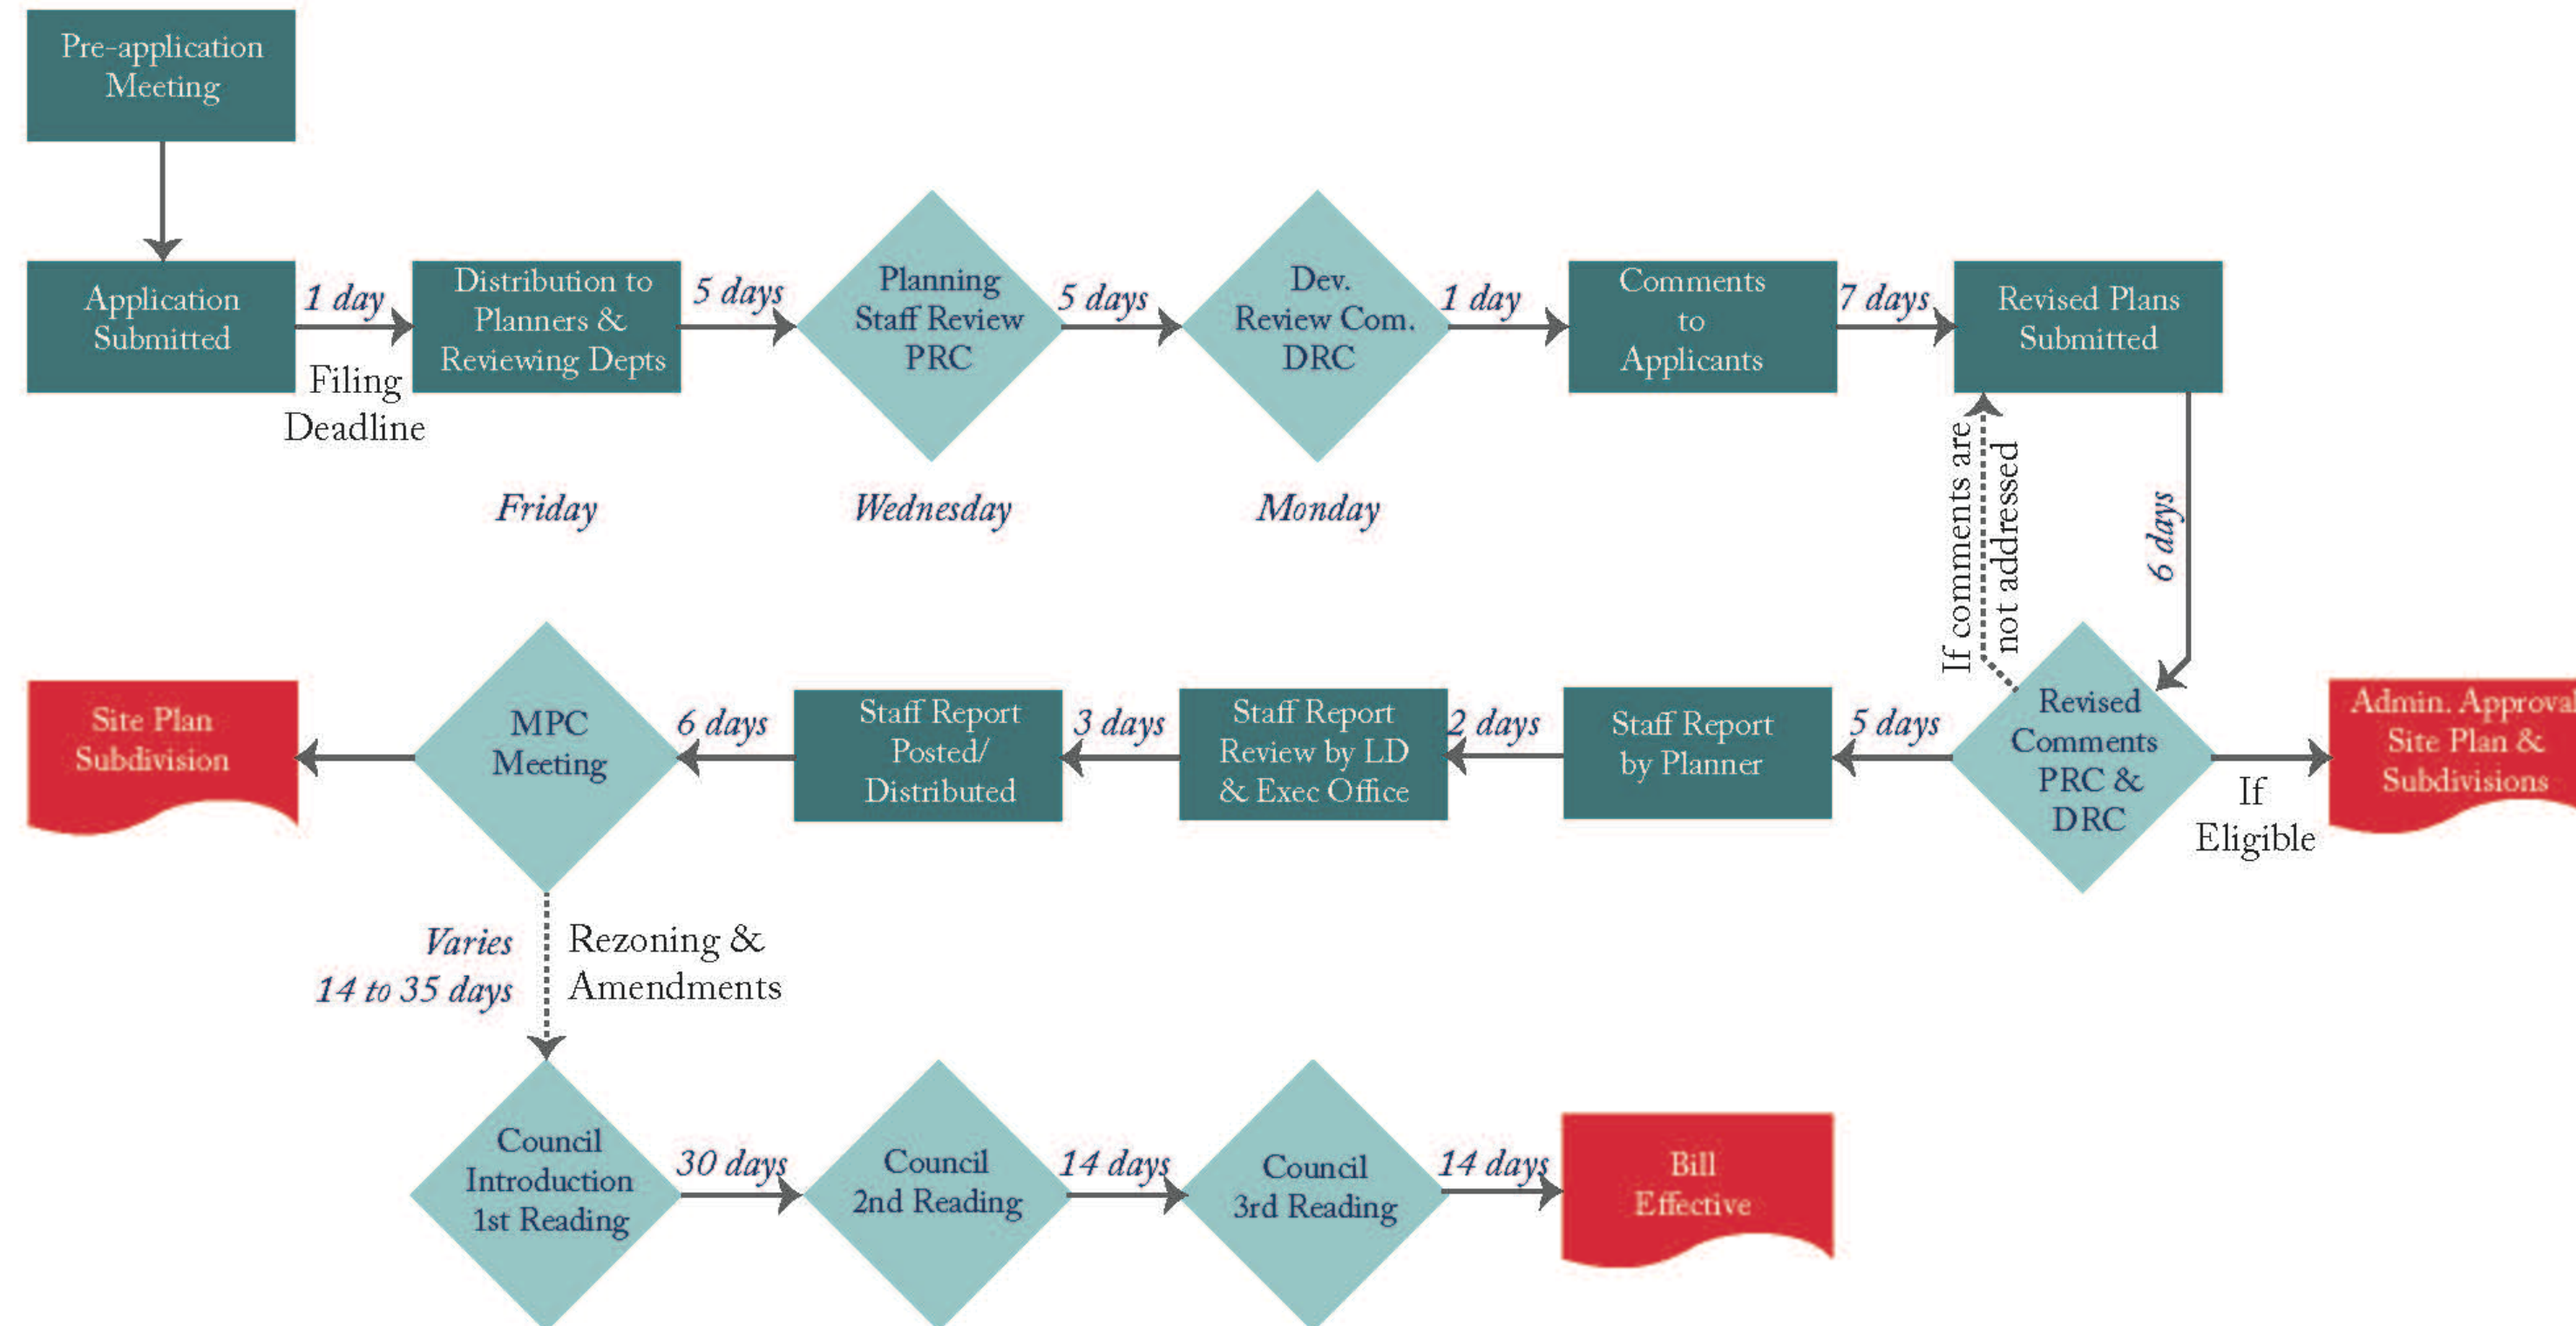 Pre-application
Meeting
Application
Submitted
1 day
Filing
Deadline
Distribution to
Planners &
Reviewing Depts
5 days
Planning
Staff Review
PRC
5 days
Dev.
Review Com.
DRC
1 day
Comments
to
Applicants
7 days
Revised Plans
Submitted
Friday
Wednesday
Monday
If comments are
not addressed
6 days
Site Plan
Subdivision
MPC
Meeting
6 days
Staff Report
Posted/
Distributed
3 days
Staff Report
Review by LD
& Exec Office
2 days
Staff Report
by Planner
5 days
Revised
Comments
PRC &
DRC
If
Eligible
Admin. Approval
Site Plan &
Subdivisions
Varies
14 to 35 days
Rezoning &
Amendments
Council
Introduction
1st Reading
30 days
Council
2nd Reading
14 days
Council
3rd Reading
14 days
Bill
Effective